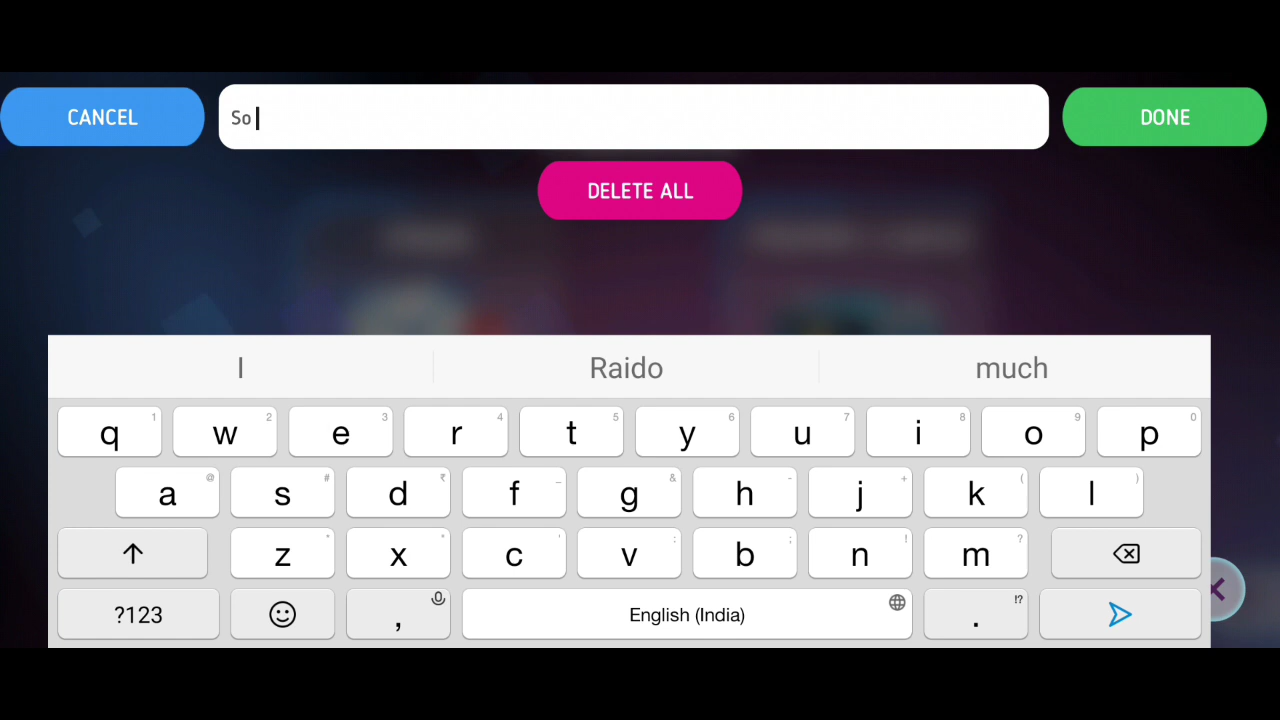 CANCEL So DONE
DELETE ALL
I Raido much
q 1 w 2 e 3 r 4 t 5 y 6 u 7 i 8 o 9 p 0
a @ s # d ₹ f _ g & h - j + k ( l )
z * x " c ' v : b ; n ! m ?
?123 , English (India) . !?